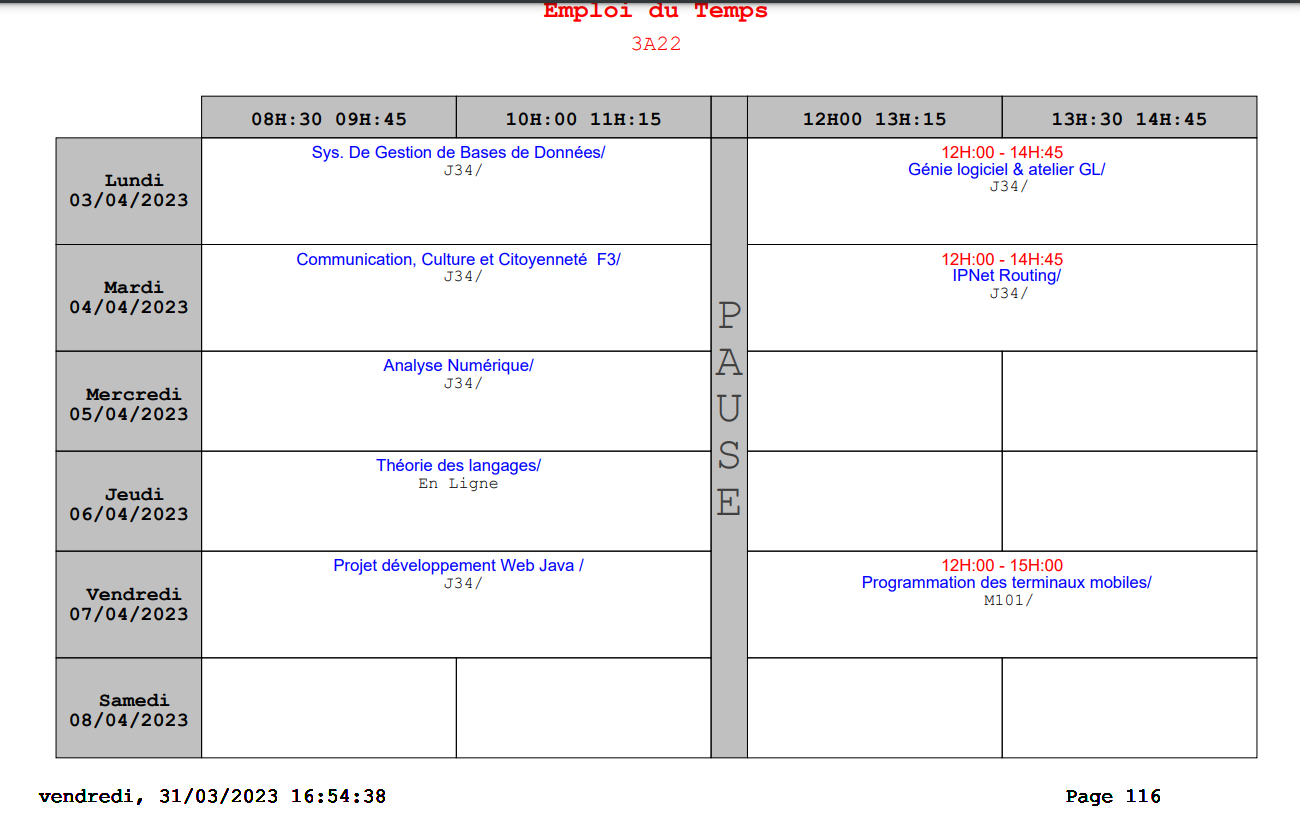 Emploi du Temps
3A22
08H:30 09H:45 10H:00 11H:15 12H00 13H:15 13H:30 14H:45
Lundi
03/04/2023
Sys. De Gestion de Bases de Données/
J34/
12H:00 - 14H:45
Génie logiciel & atelier GL/
J34/
Mardi
04/04/2023
Communication, Culture et Citoyenneté F3/
J34/
12H:00 - 14H:45
IPNet Routing/
J34/
Mercredi
05/04/2023
Analyse Numérique/
J34/
Jeudi
06/04/2023
Théorie des langages/
En Ligne
Vendredi
07/04/2023
Projet développement Web Java /
J34/
12H:00 - 15H:00
Programmation des terminaux mobiles/
M101/
Samedi
08/04/2023
P
A
U
S
E
vendredi, 31/03/2023 16:54:38 Page 116